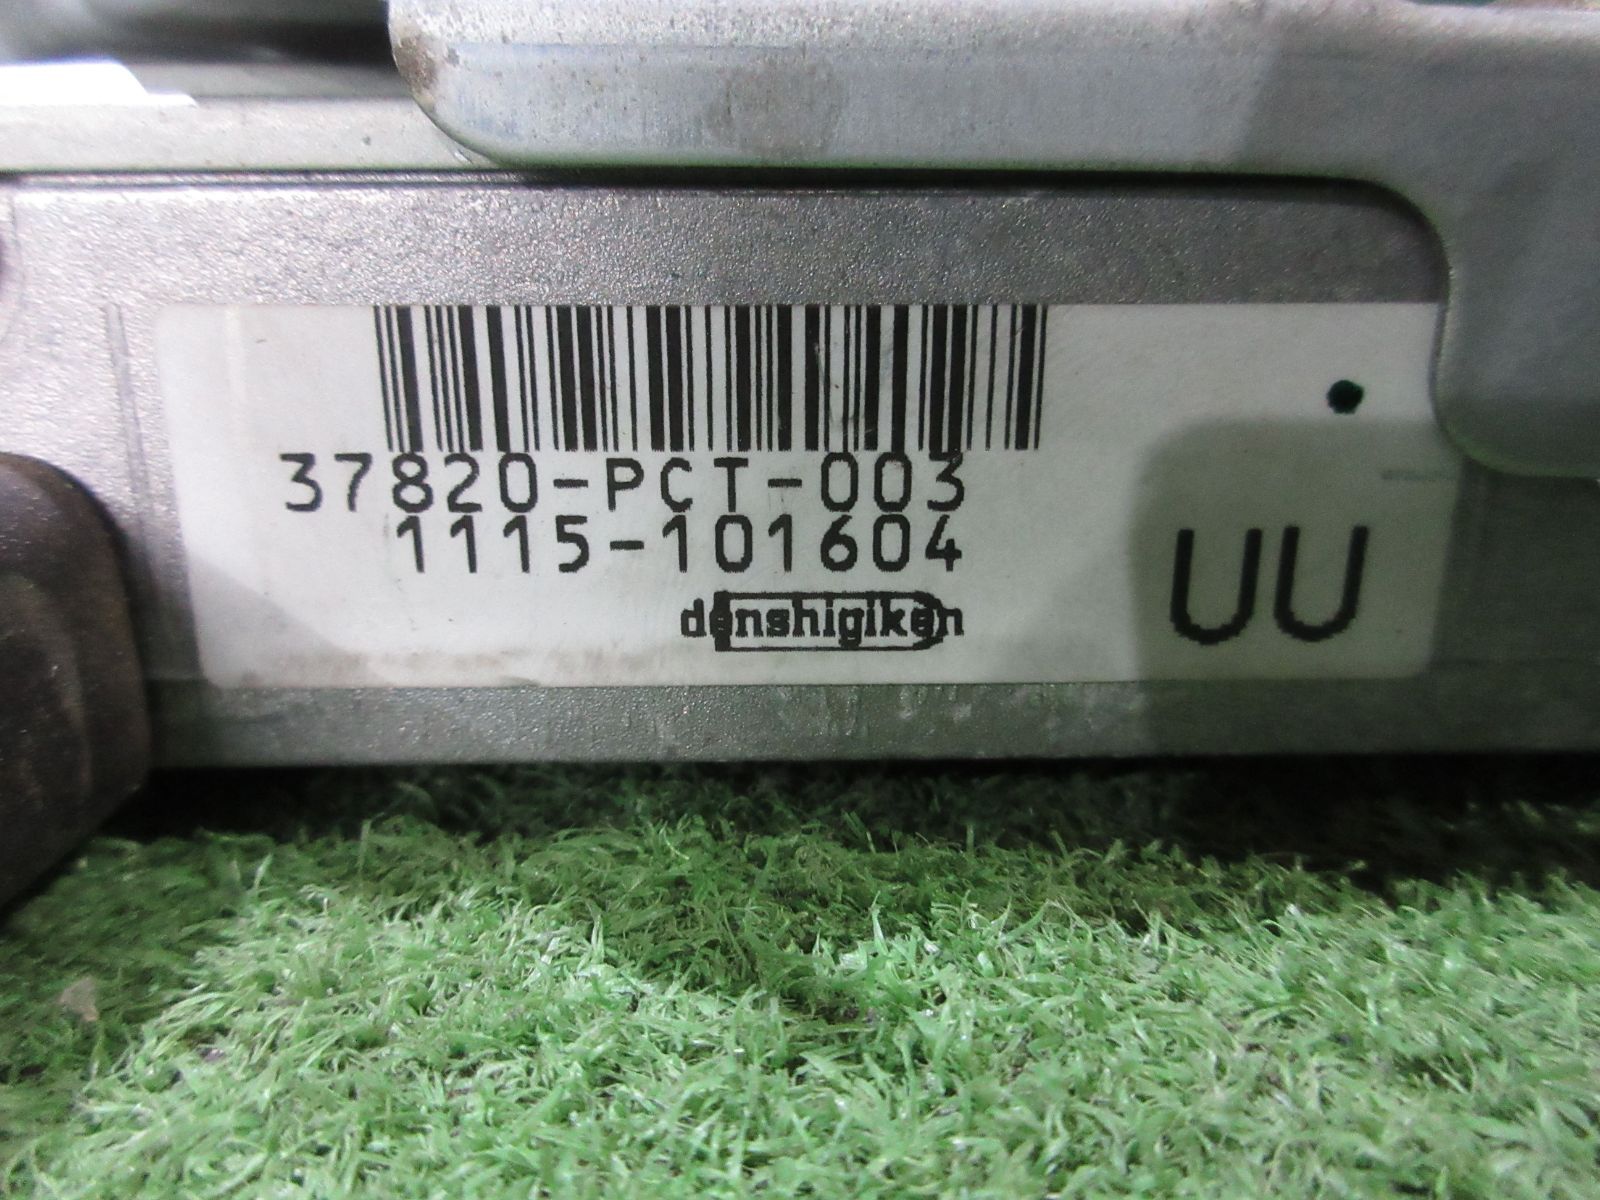 37820-PCT-003
1115-101604
denshigiken
UU